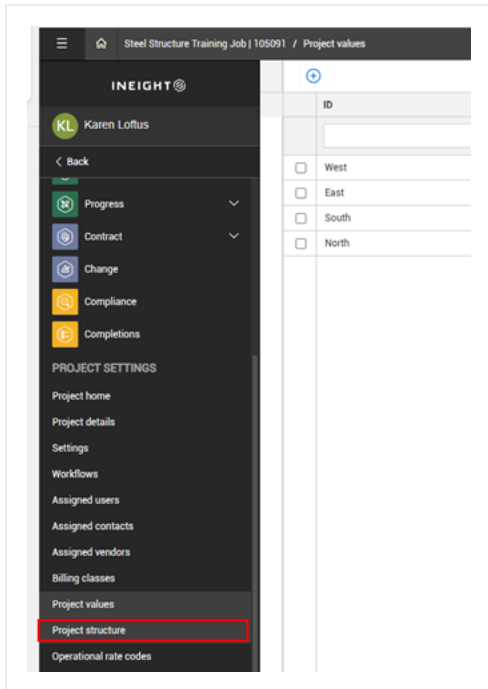 Steel Structure Training Job | 105091 / Project values
INEIGHT
KL Karen Loftus
< Back
Progress
Contract
Change
Compliance
Completions
PROJECT SETTINGS
Project home
Project details
Settings
Workflows
Assigned users
Assigned contacts
Assigned vendors
Billing classes
Project values
Project structure
Operational rate codes
ID
West
East
South
North